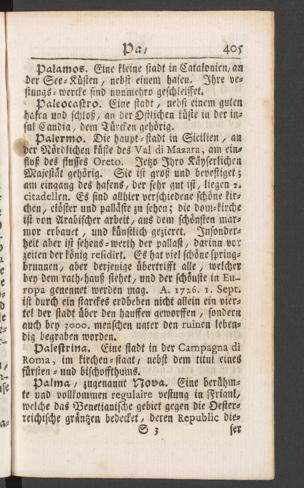 Pa, 405
Palamos. Eine kleine stadt in Catalonien, an
der See-Küsten, nebst einem hafen. Ihre ve-
stungs-wercke sind nunmehro geschleiffet.
Paleocastro. Eine stadt, nebst einem guten
hafen und schloß, an der Ostlichen küste in der in-
sul Candia, dem Türcken gehörig.
Palermo. Die haupt-stadt in Sicilien, an
der Nördlichen küste des Val di Mazara, am ein-
fluß des flusses Oreto. Jetzo Ihro Käyserlichen
Majestät gehörig. Sie ist groß und bevestiget;
am eingang des hafens, der sehr gut ist, liegen 2.
citadellen. Es sind allhier verschiedene schöne kir-
chen, clöster und palläste zu sehen; die dom-kirche
ist von Arabischer arbeit, aus dem schönsten mar-
mor erbauet, und künstlich gezieret. Insonder-
heit aber ist sehens-werth der pallast, darinn vor
zeiten der könig residirt. Es hat viel schöne spring-
brunnen, aber derjenige übertrifft alle, welcher
bey dem rath-hauß stehet, und der schönste in Eu-
ropa genennet werden mag. A. 1726. 1. Sept.
ist durch ein starckes erdbeben nicht allein ein vier-
tel der stadt über den hauffen geworffen, sondern
auch bey 3000. menschen unter den ruinen leben-
dig begraben worden.
Palestrina. Eine stadt in der Campagna di
Roma, im kirchen-staat, nebst dem titul eines
fürsten- und bischoffthums.
Palma, zugenannt Nova. Eine berühm-
te und vollkommen regulaire vestung in Friaul,
welche das Venetianische gebiet gegen die Oester-
reichische gräntzen bedecket, deren Republic die-
S 3 ser